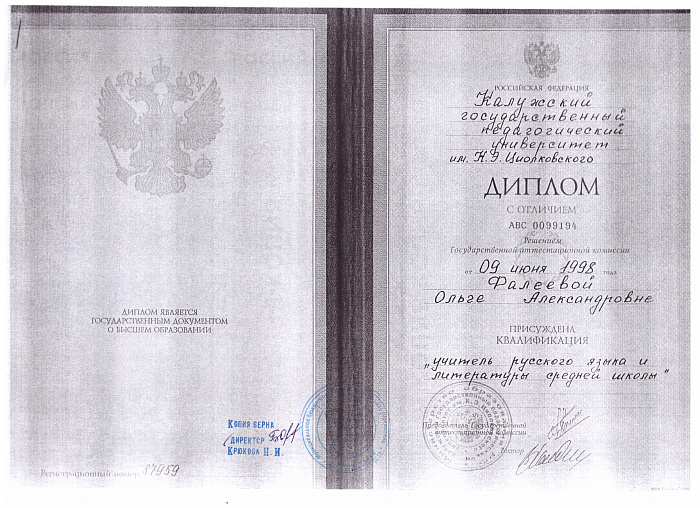 ДИПЛОМ ЯВЛЯЕТСЯ
ГОСУДАРСТВЕННЫМ ДОКУМЕНТОМ
О ВЫСШЕМ ОБРАЗОВАНИИ
КОПИЯ ВЕРНА
ДИРЕКТОР
КРЮКОВА Н. И.
Регистрационный номер 57959
РОССИЙСКАЯ ФЕДЕРАЦИЯ
Калужский
государственный
педагогический
университет
им. К.Э. Циолковского
ДИПЛОМ
С ОТЛИЧИЕМ
АВС 0099194
Решением
Государственной аттестационной комиссии
от 09 июня 1998 года
Фалеевой
Ольге Александровне
ПРИСУЖДЕНА
КВАЛИФИКАЦИЯ
„учитель русского языка и
литературы средней школы"
Председатель Государственной
аттестационной комиссии
Ректор